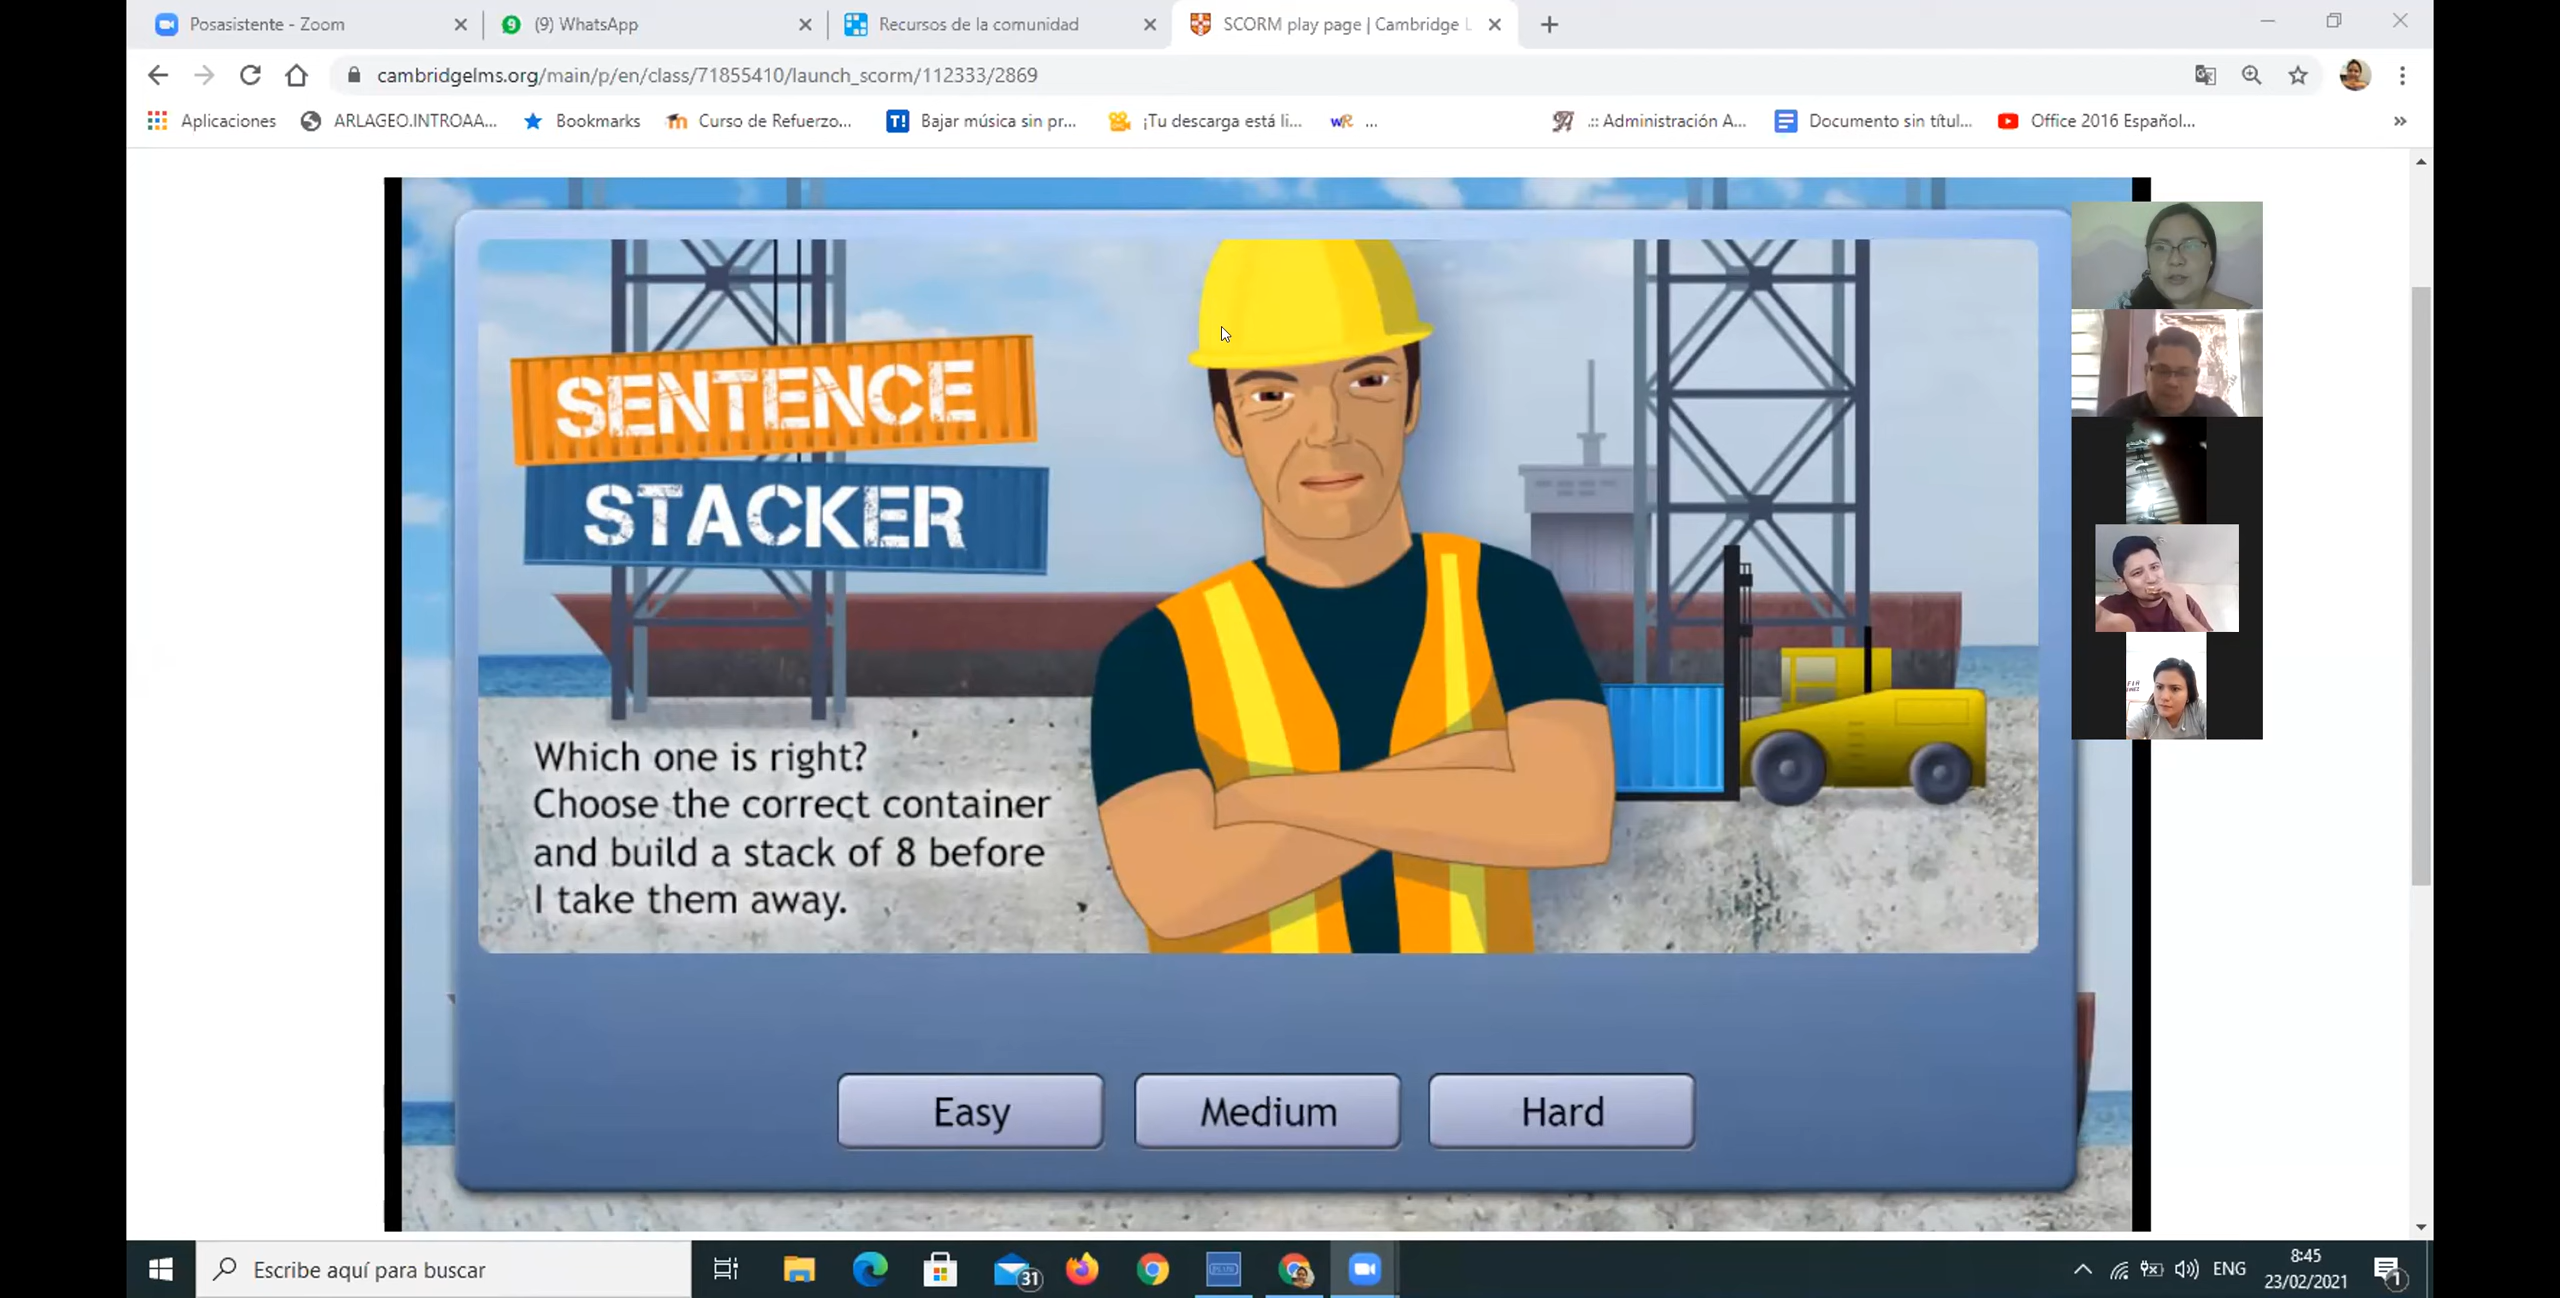 Posasistente - Zoom
(9) WhatsApp
Recursos de la comunidad
SCORM play page | Cambridge L
cambridgelms.org/main/p/en/class/71855410/launch_scorm/112333/2869
Aplicaciones
ARLAGEO.INTROAA...
Bookmarks
Curso de Refuerzo...
T!
Bajar música sin pr...
¡Tu descarga está li...
wR
...
.:: Administración A...
Documento sin títul...
Office 2016 Español...
SENTENCE
STACKER
Which one is right?
Choose the correct container
and build a stack of 8 before
I take them away.
Easy
Medium
Hard
Escribe aquí para buscar
31
ENG
8:45
23/02/2021
1